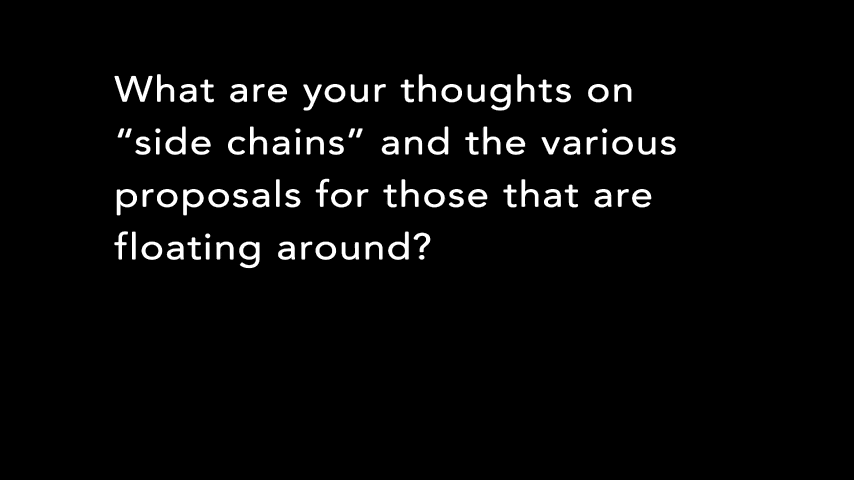 What are your thoughts on
“side chains” and the various
proposals for those that are
floating around?